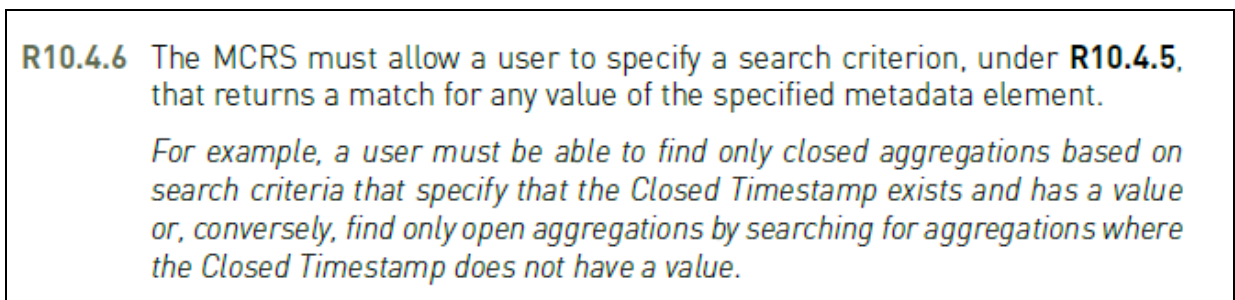 R10.4.6 The MCRS must allow a user to specify a search criterion, under R10.4.5,
that returns a match for any value of the specified metadata element.
For example, a user must be able to find only closed aggregations based on
search criteria that specify that the Closed Timestamp exists and has a value
or, conversely, find only open aggregations by searching for aggregations where
the Closed Timestamp does not have a value.